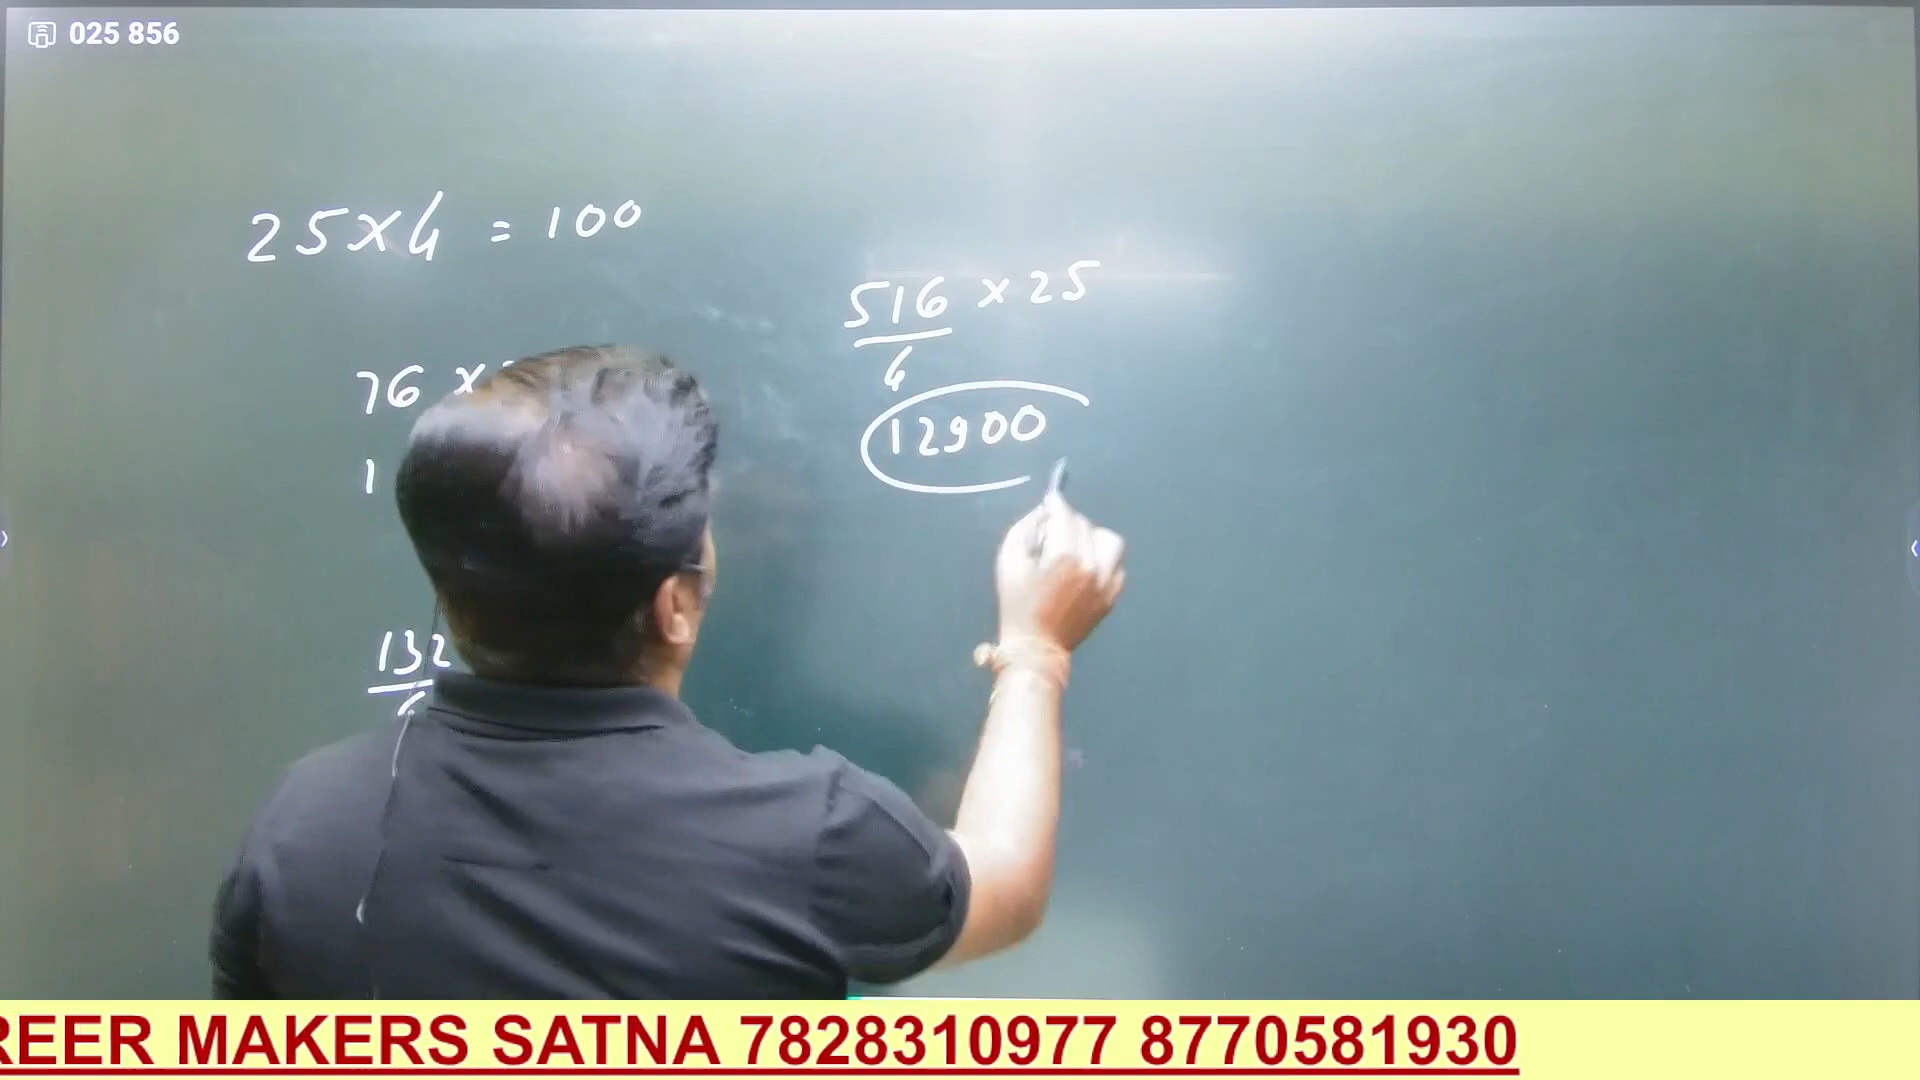 025 856
25×4 = 100
76 ×
1
132
516 × 25
4
12900
REER MAKERS SATNA 7828310977 8770581930